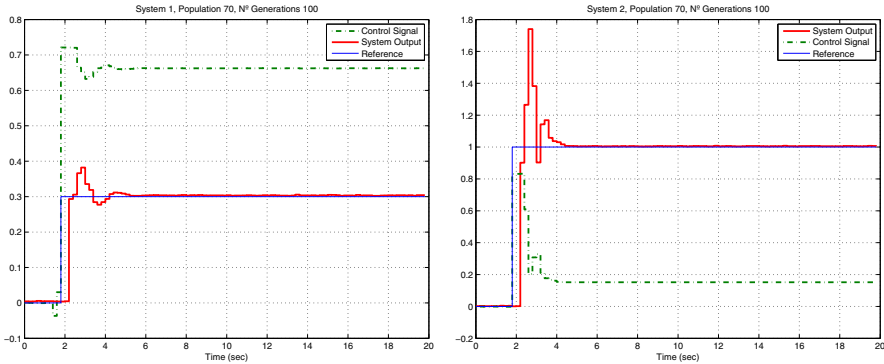 System 1, Population 70, Nº Generations 100
0.8
0.7
0.6
0.5
0.4
0.3
0.2
0.1
0
−0.1
0 2 4 6 8 10 12 14 16 18 20
Time (sec)
Control Signal
System Output
Reference
System 2, Population 70, Nº Generations 100
1.8
1.6
1.4
1.2
1
0.8
0.6
0.4
0.2
0
−0.2
0 2 4 6 8 10 12 14 16 18 20
Time (sec)
System Output
Control Signal
Reference